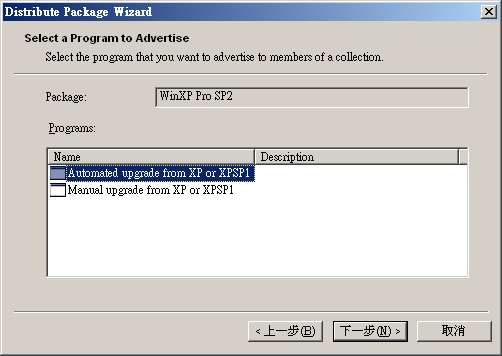 Distribute Package Wizard
Select a Program to Advertise
Select the program that you want to advertise to members of a collection.
Package: WinXP Pro SP2
Programs:
Name Description
Automated upgrade from XP or XPSP1
Manual upgrade from XP or XPSP1
< 上一步(B) 下一步(N) > 取消